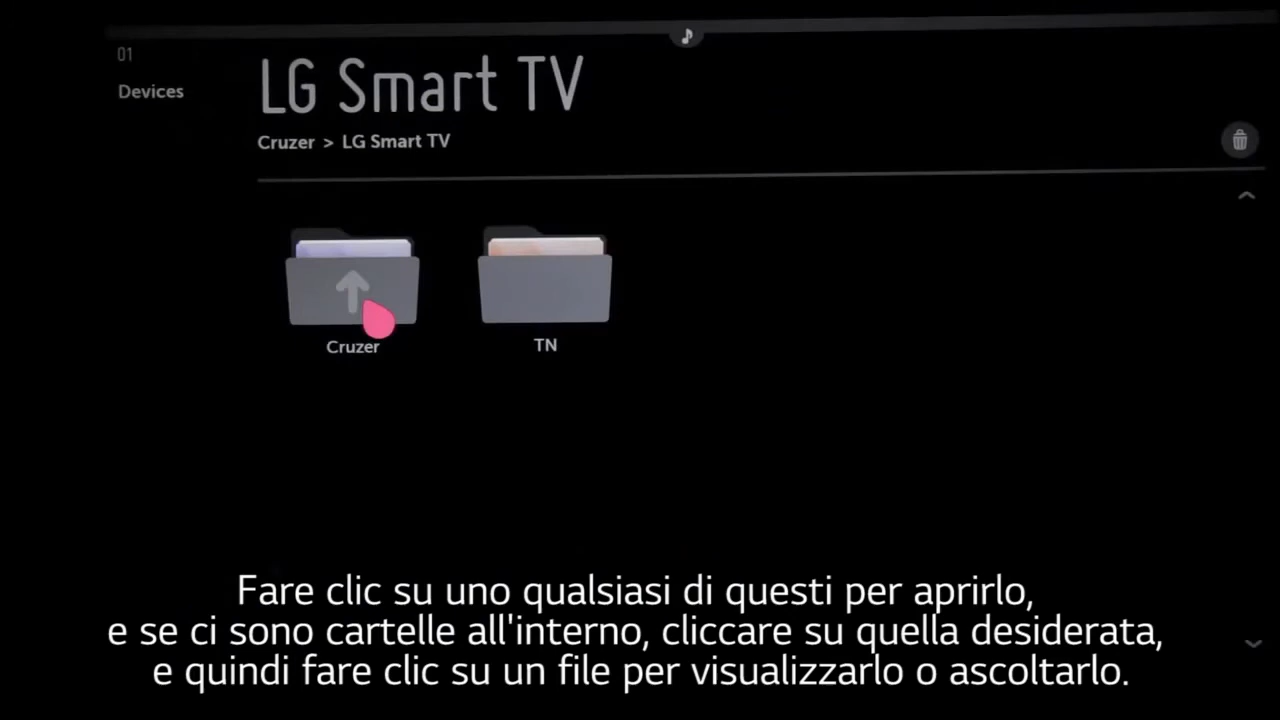 01
Devices
LG Smart TV
Cruzer > LG Smart TV
Cruzer
TN
Fare clic su uno qualsiasi di questi per aprirlo,
e se ci sono cartelle all'interno, cliccare su quella desiderata,
e quindi fare clic su un file per visualizzarlo o ascoltarlo.